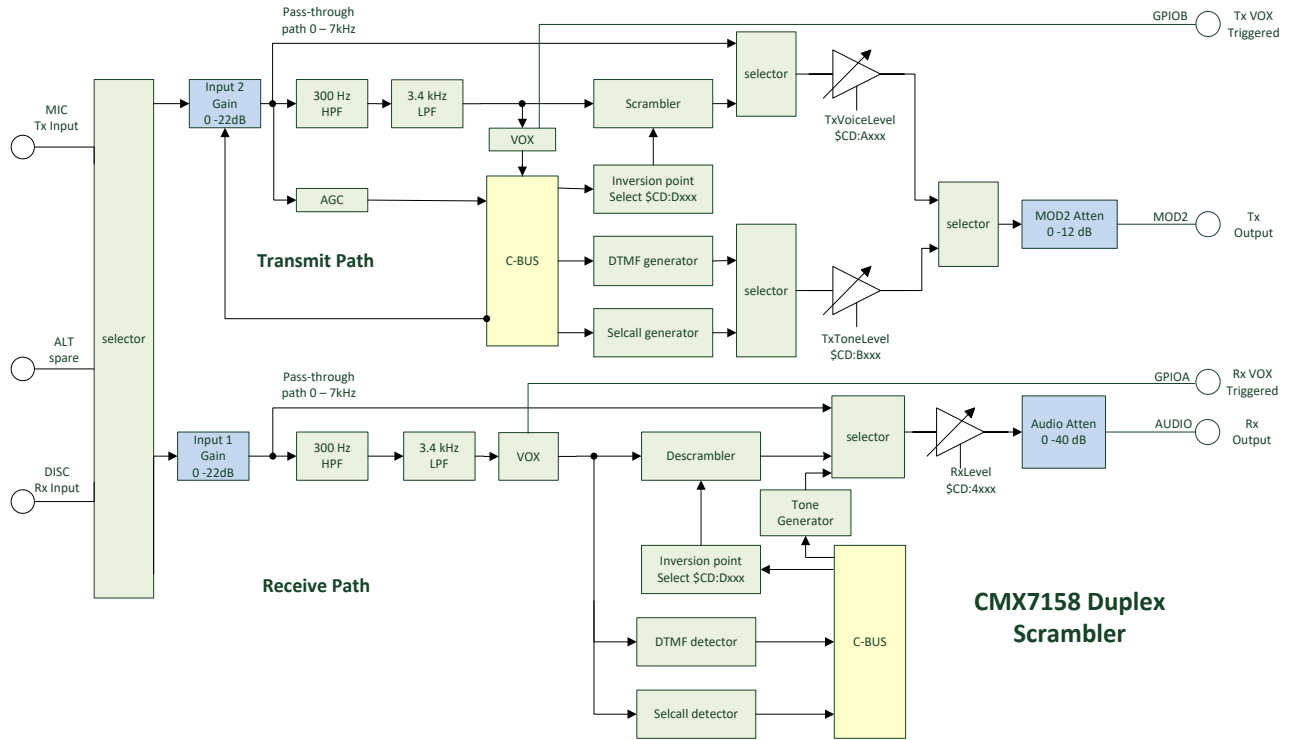 Pass-through
path 0 – 7kHz
GPIOB
Tx VOX
Triggered
MIC
Tx Input
Input 2
Gain
0 -22dB
300 Hz
HPF
3.4 kHz
LPF
Scrambler
selector
TxVoiceLevel
$CD:Axxx
VOX
AGC
Inversion point
Select $CD:Dxxx
Transmit Path
C-BUS
DTMF generator
Selcall generator
selector
TxToneLevel
$CD:Bxxx
selector
MOD2 Atten
0 -12 dB
MOD2
Tx
Output
ALT
spare
selector
Pass-through
path 0 – 7kHz
GPIOA
Rx VOX
Triggered
DISC
Rx Input
Input 1
Gain
0 -22dB
300 Hz
HPF
3.4 kHz
LPF
VOX
Descrambler
selector
RxLevel
$CD:4xxx
Audio Atten
0 -40 dB
AUDIO
Rx
Output
Tone
Generator
Inversion point
Select $CD:Dxxx
Receive Path
DTMF detector
Selcall detector
C-BUS
CMX7158 Duplex
Scrambler